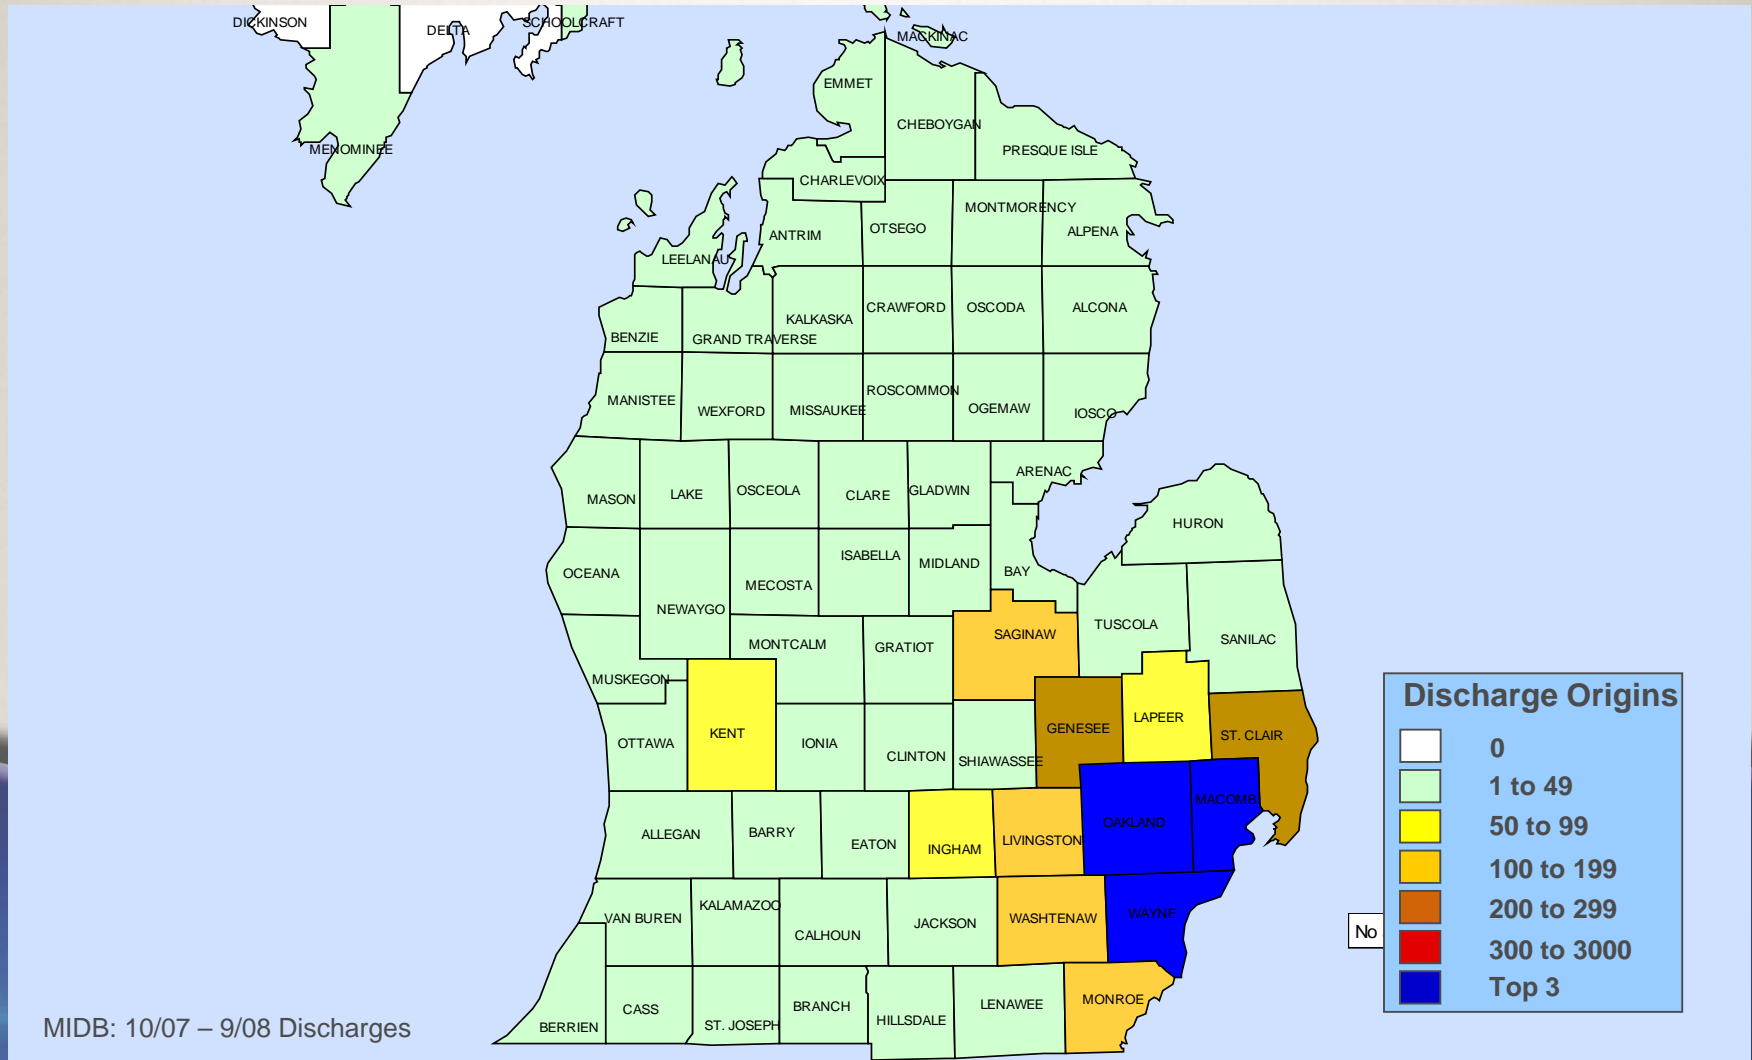 DICKINSON
DELTA
SCHOOLCRAFT
MACKINAC
EMMET
CHEBOYGAN
MENOMINEE
PRESQUE ISLE
CHARLEVOIX
MONTMORENCY
ANTRIM
OTSEGO
ALPENA
LEELANAU
KALKASKA
CRAWFORD
OSCODA
ALCONA
BENZIE
GRAND TRAVERSE
MANISTEE
WEXFORD
MISSAUKEE
ROSCOMMON
OGEMAW
IOSCO
ARENAC
MASON
LAKE
OSCEOLA
CLARE
GLADWIN
HURON
OCEANA
NEWAYGO
MECOSTA
ISABELLA
MIDLAND
BAY
TUSCOLA
SANILAC
MONTCALM
GRATIOT
SAGINAW
MUSKEGON
OTTAWA
KENT
IONIA
CLINTON
SHIAWASSEE
GENESEE
LAPEER
ST. CLAIR
ALLEGAN
BARRY
EATON
INGHAM
LIVINGSTON
OAKLAND
MACOMB
VAN BUREN
KALAMAZOO
CALHOUN
JACKSON
WASHTENAW
WAYNE
BERRIEN
CASS
ST. JOSEPH
BRANCH
HILLSDALE
LENAWEE
MONROE
No
Discharge Origins
0
1 to 49
50 to 99
100 to 199
200 to 299
300 to 3000
Top 3
MIDB: 10/07 – 9/08 Discharges